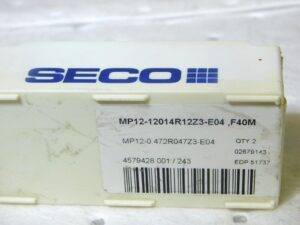 SECO
MP12-12014R12Z3-E04 ,F40M
MP12-0.472R047Z3-E04 QTY 2
02679143
4579428 001 / 243 EDP 51737